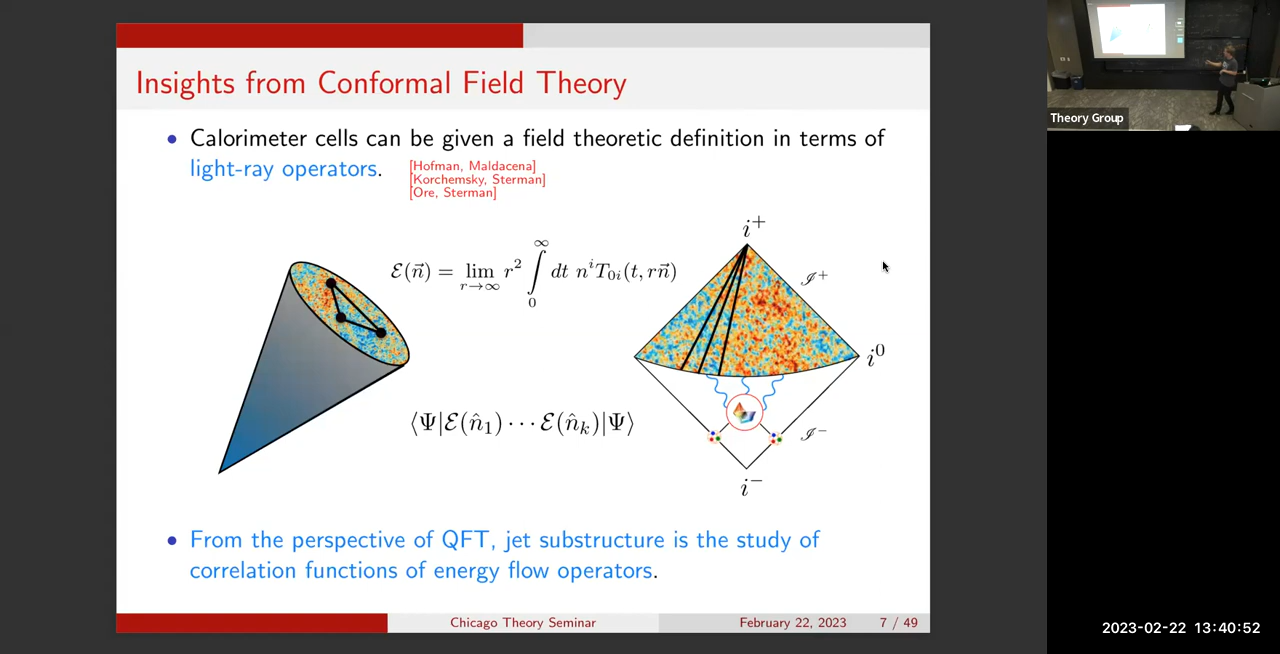 Insights from Conformal Field Theory
• Calorimeter cells can be given a field theoretic definition in terms of
light-ray operators.
[Hofman, Maldacena]
[Korchemsky, Sterman]
[Ore, Sterman]
ℰ(n⃗) = lim_{r→∞} r² ∫₀^∞ dt nⁱT₀ᵢ(t, rn⃗)
i⁺
ℐ⁺
i⁰
⟨Ψ|ℰ(n̂₁) ··· ℰ(n̂ₖ)|Ψ⟩
ℐ⁻
i⁻
• From the perspective of QFT, jet substructure is the study of
correlation functions of energy flow operators.
Chicago Theory Seminar
February 22, 2023
7 / 49
Theory Group
2023-02-22 13:40:52